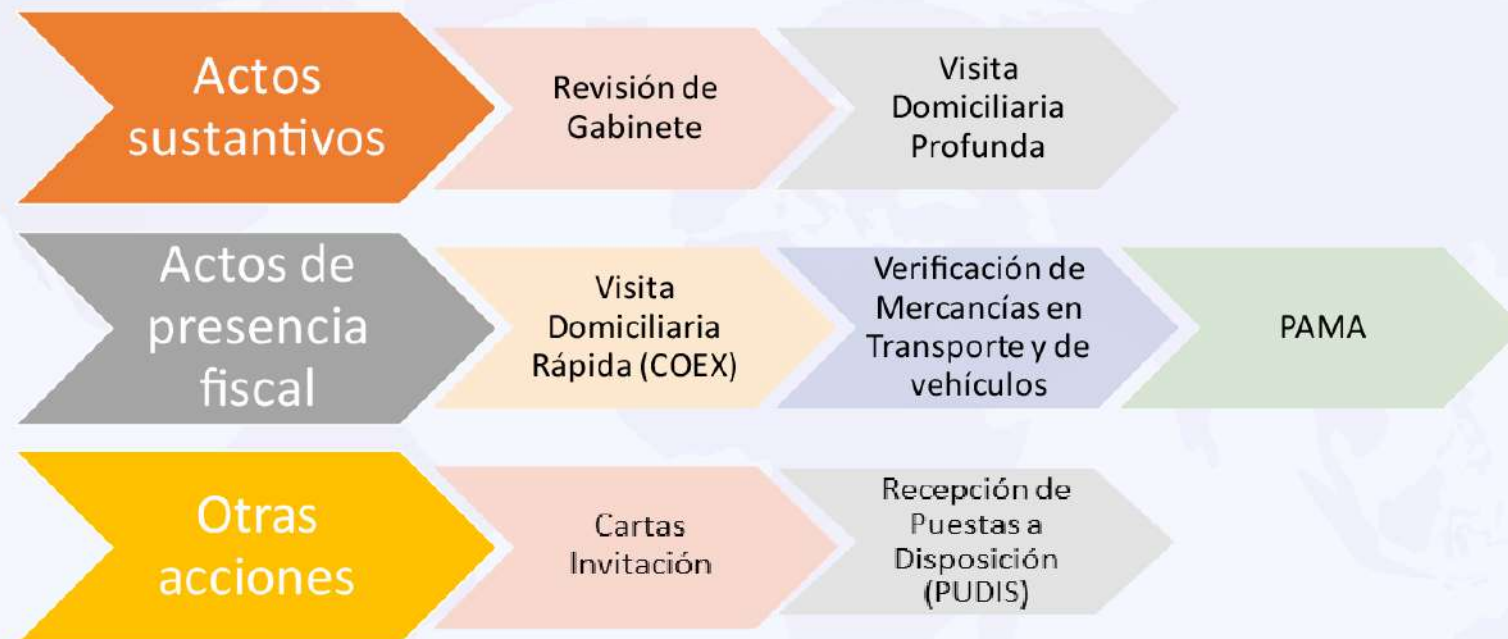 Actos
sustantivos
Revisión de
Gabinete
Visita
Domiciliaria
Profunda
Actos de
presencia
fiscal
Visita
Domiciliaria
Rápida (COEX)
Verificación de
Mercancías en
Transporte y de
vehículos
PAMA
Otras
acciones
Cartas
Invitación
Recepción de
Puestas a
Disposición
(PUDIS)